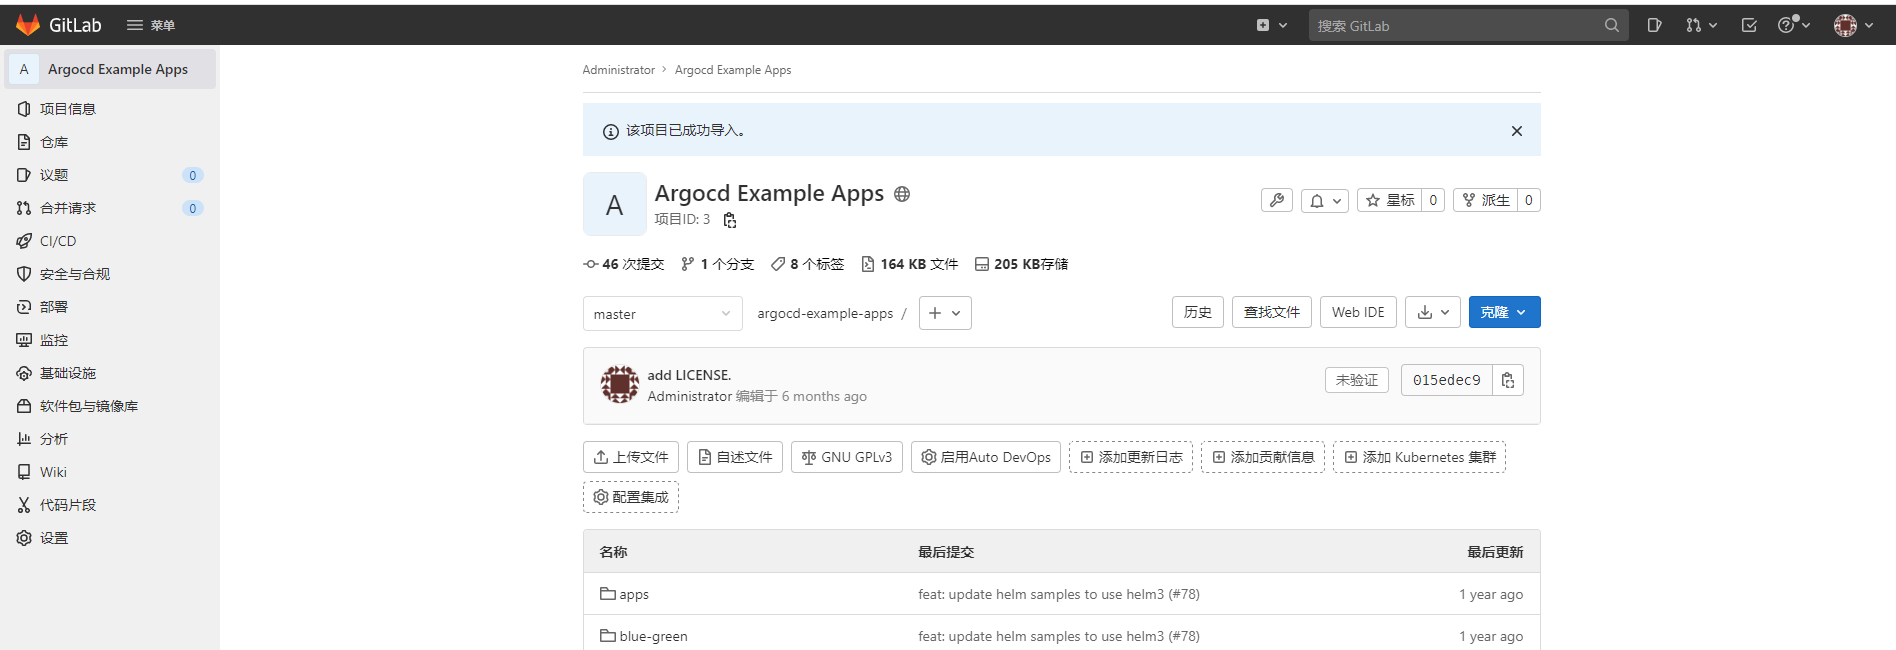 GitLab 菜单 搜索 GitLab
A Argocd Example Apps
项目信息
仓库
议题 0
合并请求 0
CI/CD
安全与合规
部署
监控
基础设施
软件包与镜像库
分析
Wiki
代码片段
设置
Administrator > Argocd Example Apps
该项目已成功导入。
A
Argocd Example Apps
项目ID: 3
星标 0 派生 0
46 次提交 1 个分支 8 个标签 164 KB 文件 205 KB存储
master argocd-example-apps / 历史 查找文件 Web IDE 克隆
add LICENSE.
Administrator 编辑于 6 months ago
未验证 015edec9
上传文件 自述文件 GNU GPLv3 启用Auto DevOps 添加更新日志 添加贡献信息 添加 Kubernetes 集群
配置集成
名称 最后提交 最后更新
apps feat: update helm samples to use helm3 (#78) 1 year ago
blue-green feat: update helm samples to use helm3 (#78) 1 year ago